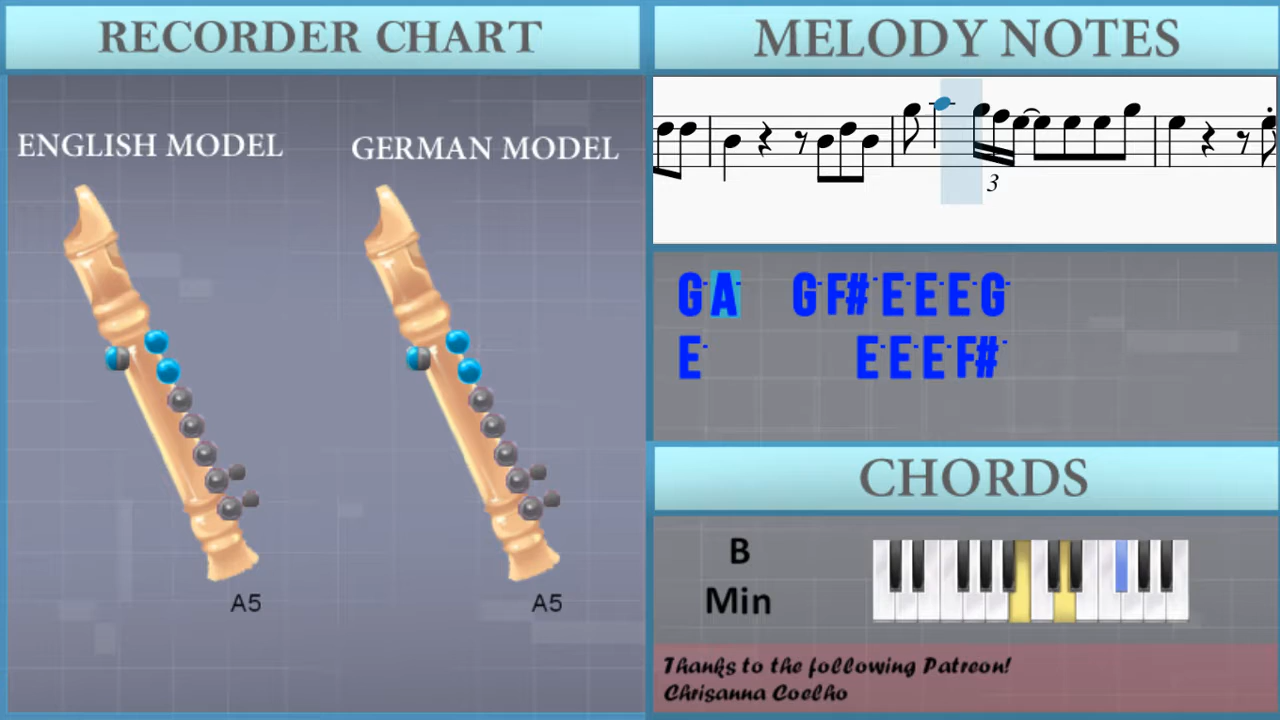 RECORDER CHART
ENGLISH MODEL
GERMAN MODEL
A5
A5
MELODY NOTES
3
G- A- G- F#- E- E- E- G-
E- E- E- E- F#-
CHORDS
B
Min
Thanks to the following Patreon!
Chrisanna Coelho